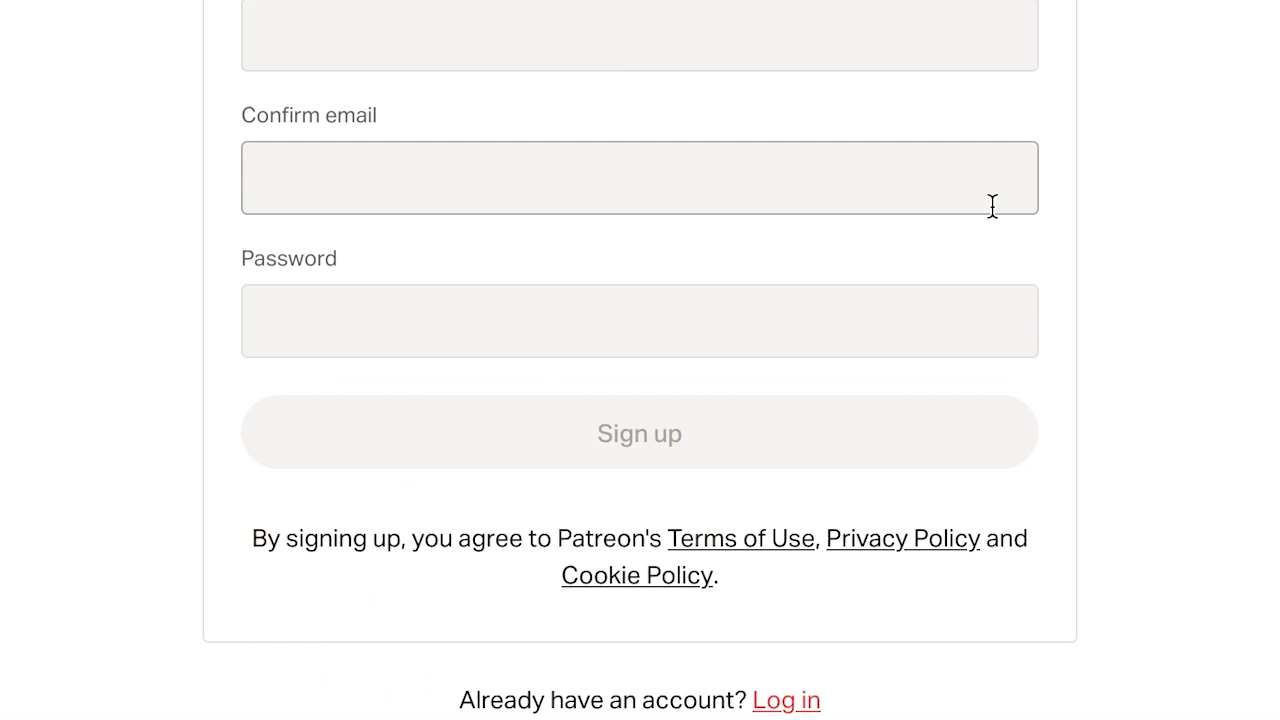 Confirm email
Password
Sign up
By signing up, you agree to Patreon's Terms of Use, Privacy Policy and
Cookie Policy.
Already have an account? Log in